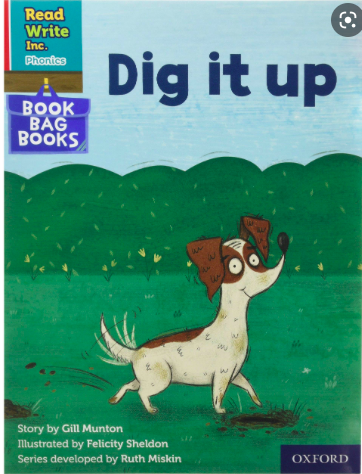 Read
Write
Inc.
Phonics
BOOK
BAG
BOOKS
Dig it up
Story by Gill Munton
Illustrated by Felicity Sheldon
Series developed by Ruth Miskin
OXFORD